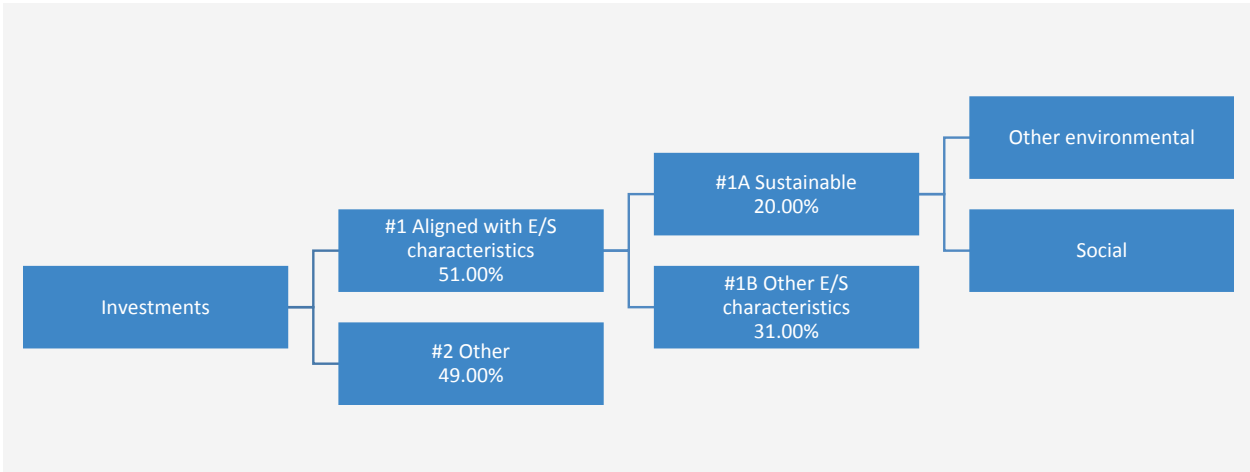 Investments
#1 Aligned with E/S
characteristics
51.00%
#2 Other
49.00%
#1A Sustainable
20.00%
#1B Other E/S
characteristics
31.00%
Other environmental
Social